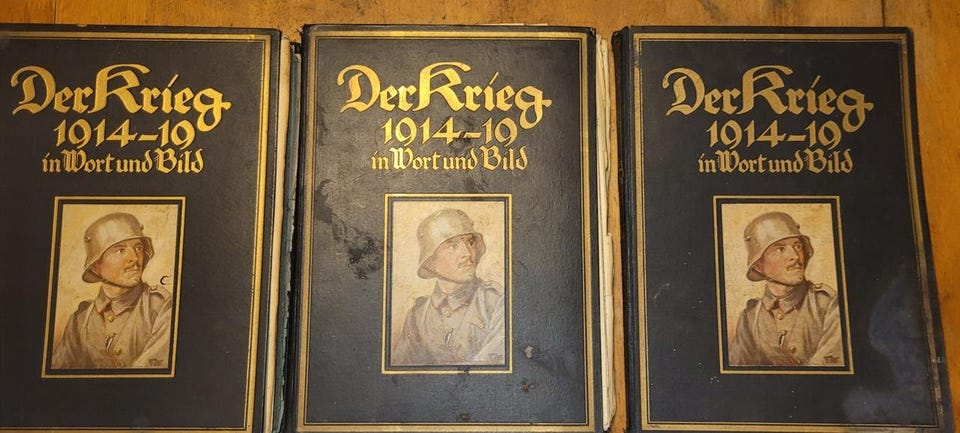 Der Krieg
1914-19
in Wort und Bild
Der Krieg
1914-19
in Wort und Bild
Der Krieg
1914-19
in Wort und Bild